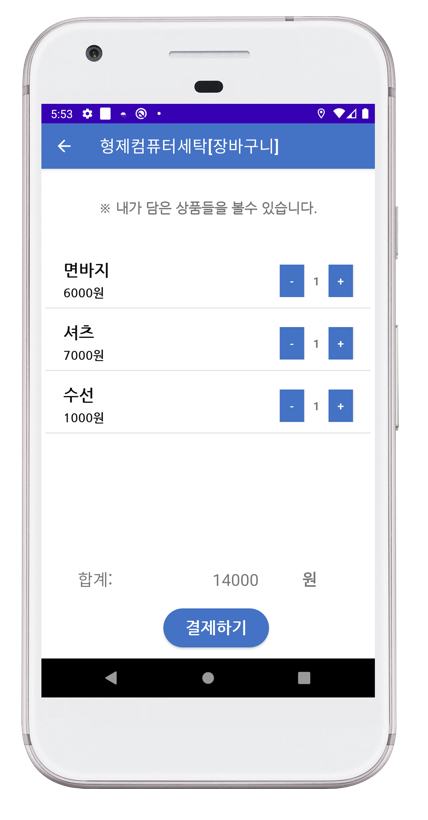 5:53
형제컴퓨터세탁[장바구니]
※ 내가 담은 상품들을 볼수 있습니다.
면바지
6000원
- 1 +
셔츠
7000원
- 1 +
수선
1000원
- 1 +
합계: 14000 원
결제하기